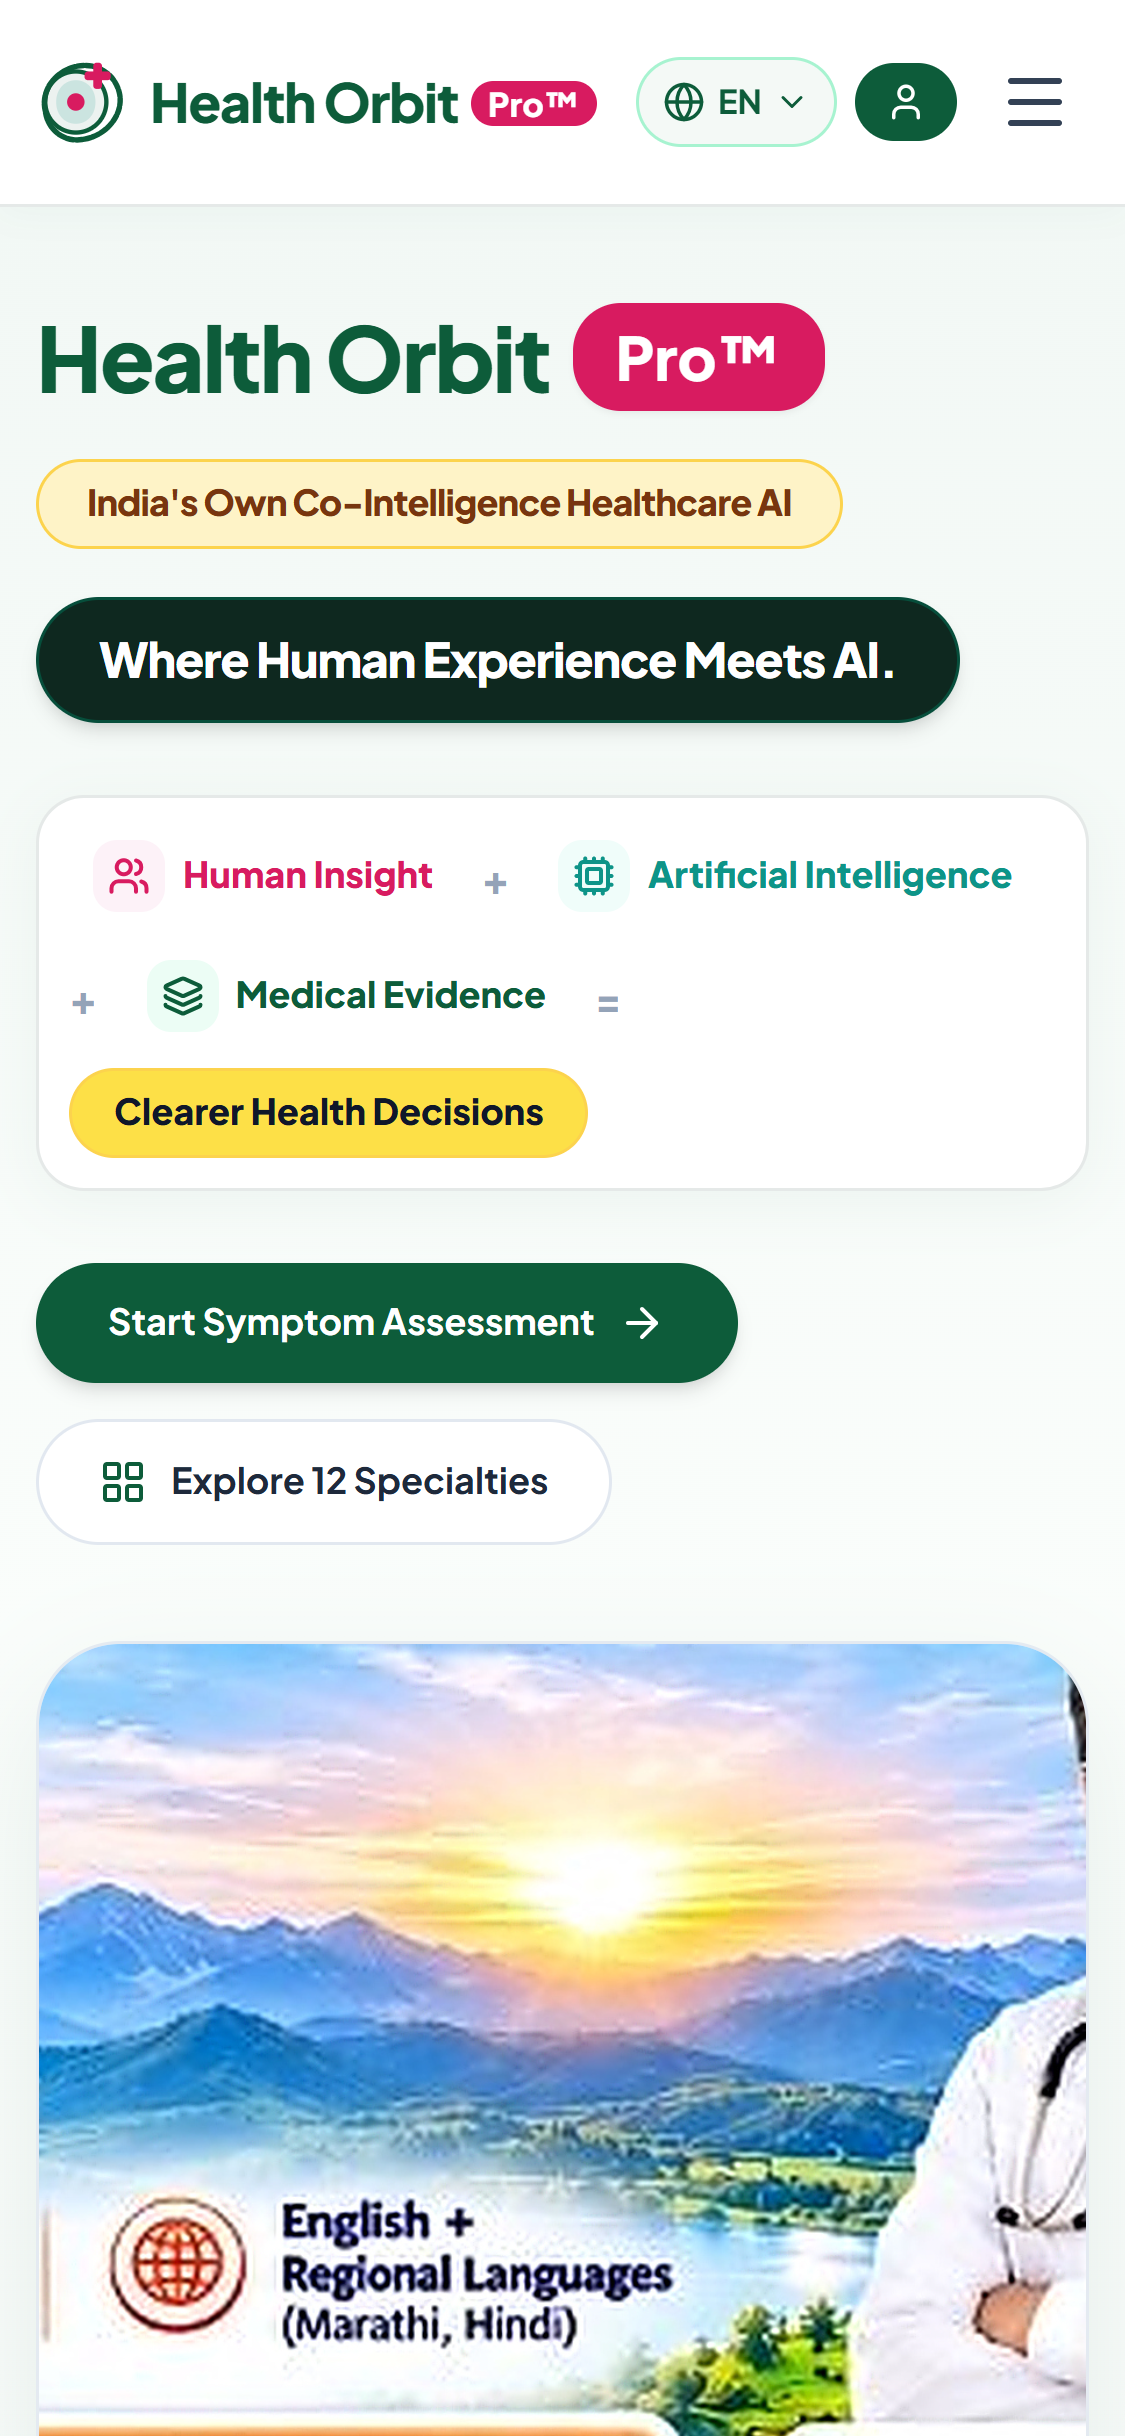 Health Orbit Pro™
EN
Health Orbit Pro™
India's Own Co-Intelligence Healthcare AI
Where Human Experience Meets AI.
Human Insight + Artificial Intelligence
+ Medical Evidence =
Clearer Health Decisions
Start Symptom Assessment →
Explore 12 Specialties
English +
Regional Languages
(Marathi, Hindi)